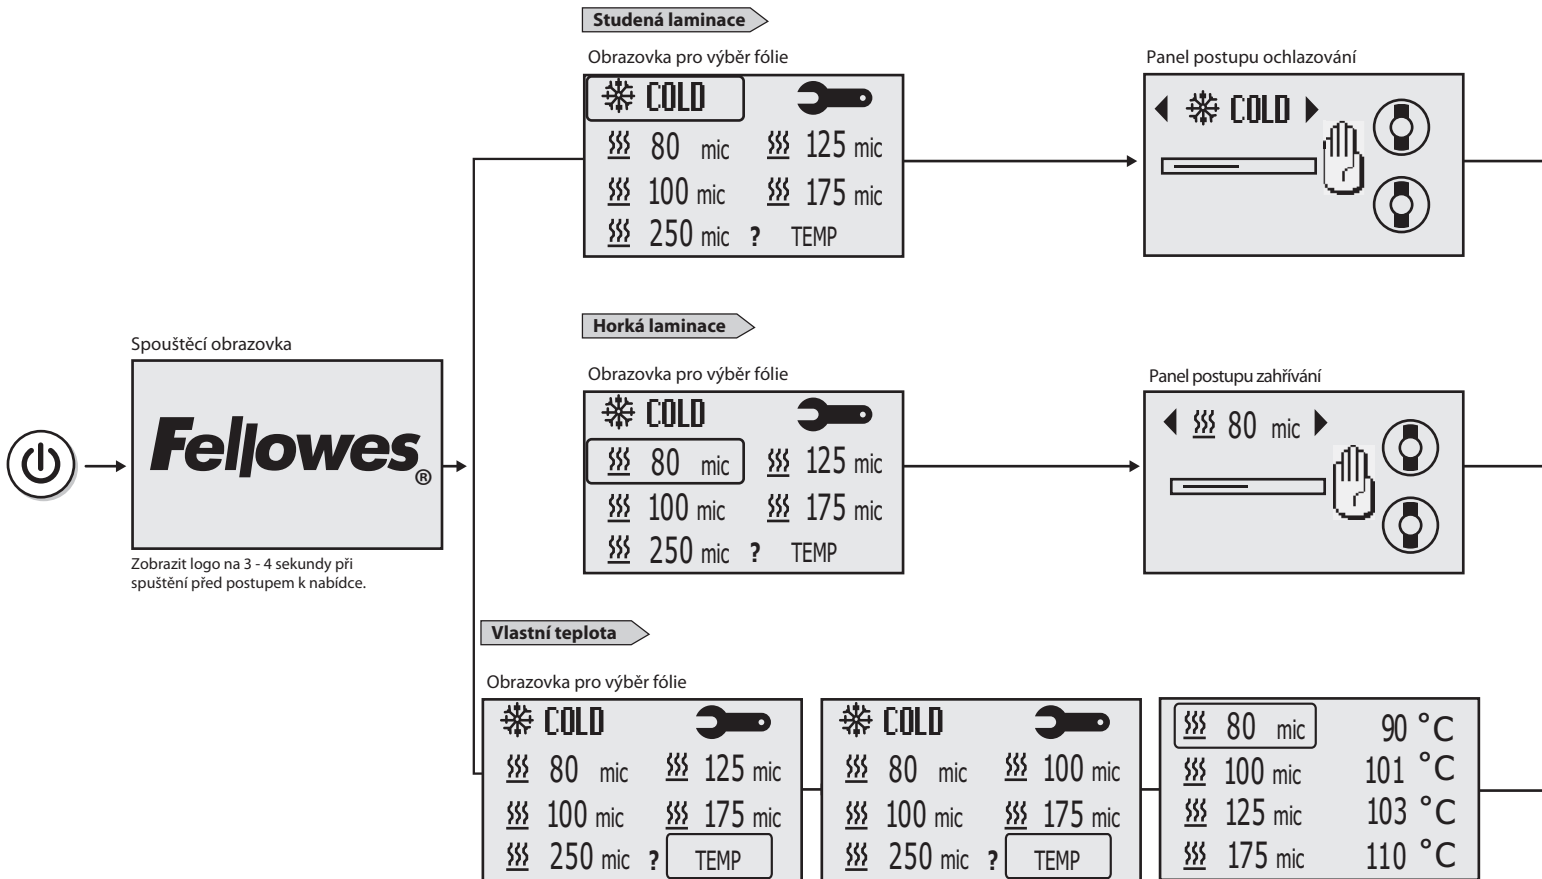 Studená laminace
Obrazovka pro výběr fólie
COLD
80 mic 125 mic
100 mic 175 mic
250 mic ? TEMP
Panel postupu ochlazování
COLD
Horká laminace
Obrazovka pro výběr fólie
COLD
80 mic 125 mic
100 mic 175 mic
250 mic ? TEMP
Panel postupu zahřívání
80 mic
Spouštěcí obrazovka
Fellowes®
Zobrazit logo na 3 - 4 sekundy při
spuštění před postupem k nabídce.
Vlastní teplota
Obrazovka pro výběr fólie
COLD
80 mic 125 mic
100 mic 175 mic
250 mic ? TEMP
COLD
80 mic 100 mic
100 mic 175 mic
250 mic ? TEMP
80 mic 90 °C
100 mic 101 °C
125 mic 103 °C
175 mic 110 °C